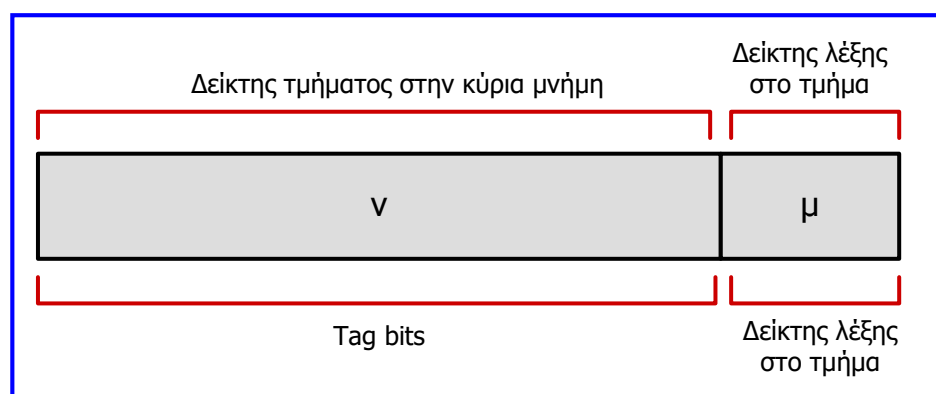 Δείκτης τμήματος στην κύρια μνήμη
Δείκτης λέξης
στο τμήμα
ν
μ
Tag bits
Δείκτης λέξης
στο τμήμα